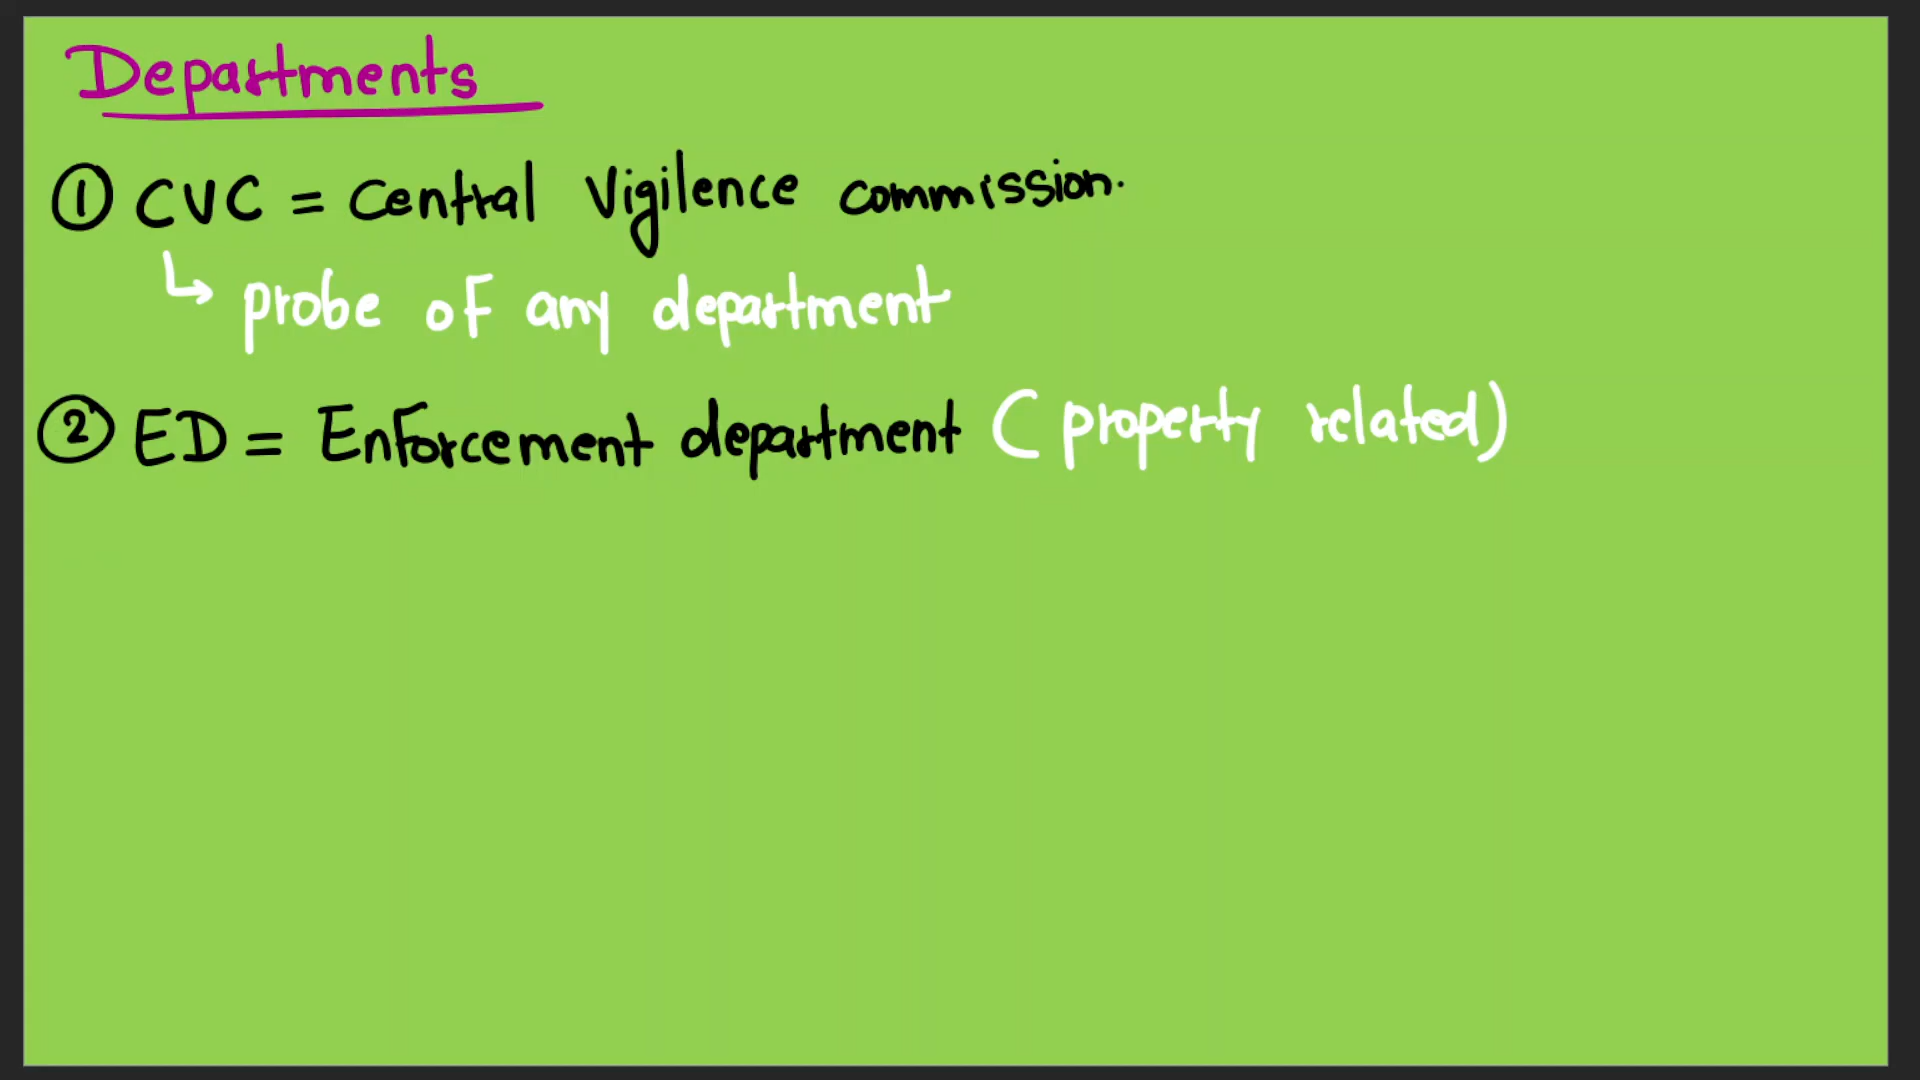 Departments
① CVC = Central Vigilence commission.
↳ probe of any department
② ED = Enforcement department (property related)